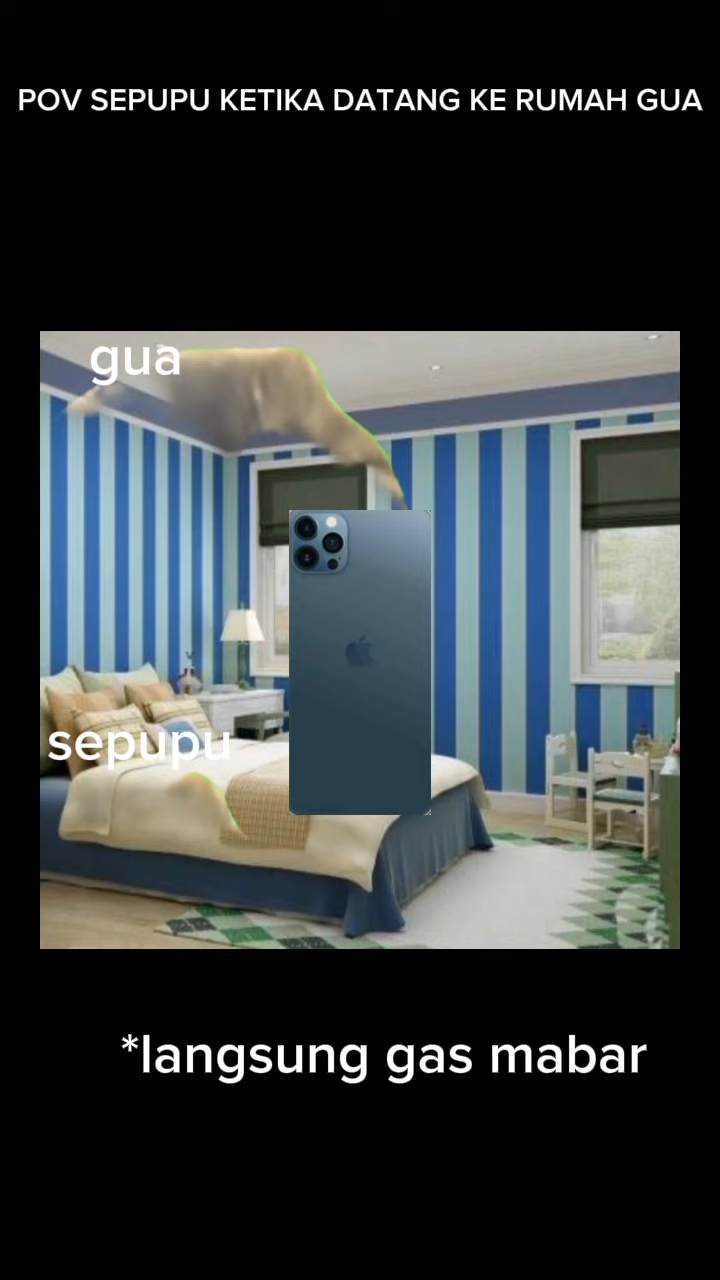 POV SEPUPU KETIKA DATANG KE RUMAH GUA
gua
sepupu
*langsung gas mabar